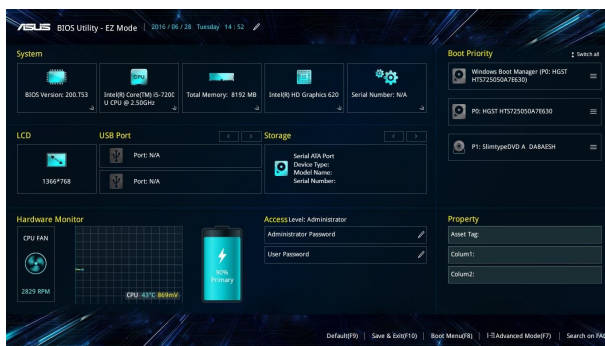 ASUS BIOS Utility - EZ Mode 2016/06/28 Tuesday 14:52
System
BIOS Version: 200.T53
CPU
Intel(R) Core(TM) i5-7200
U CPU @ 2.50GHz
Total Memory: 8192 MB
Intel(R) HD Graphics 620
Serial Number: N/A
Boot Priority
Switch all
Windows Boot Manager (P0: HGST
HTS725050A7E630)
P0: HGST HTS725050A7E630
P1: SlimtypeDVD A DA8AESH
LCD
1366*768
USB Port
Port: N/A
Port: N/A
Storage
Serial ATA Port
Device Type:
Model Name:
Serial Number:
Hardware Monitor
CPU FAN
2829 RPM
CPU 43°C 869mV
90%
Primary
Access Level: Administrator
Administrator Password
User Password
Property
Asset Tag:
Colum1:
Colum2:
Default(F9) Save & Exit(F10) Boot Menu(F8) Advanced Mode(F7) Search on FAQ